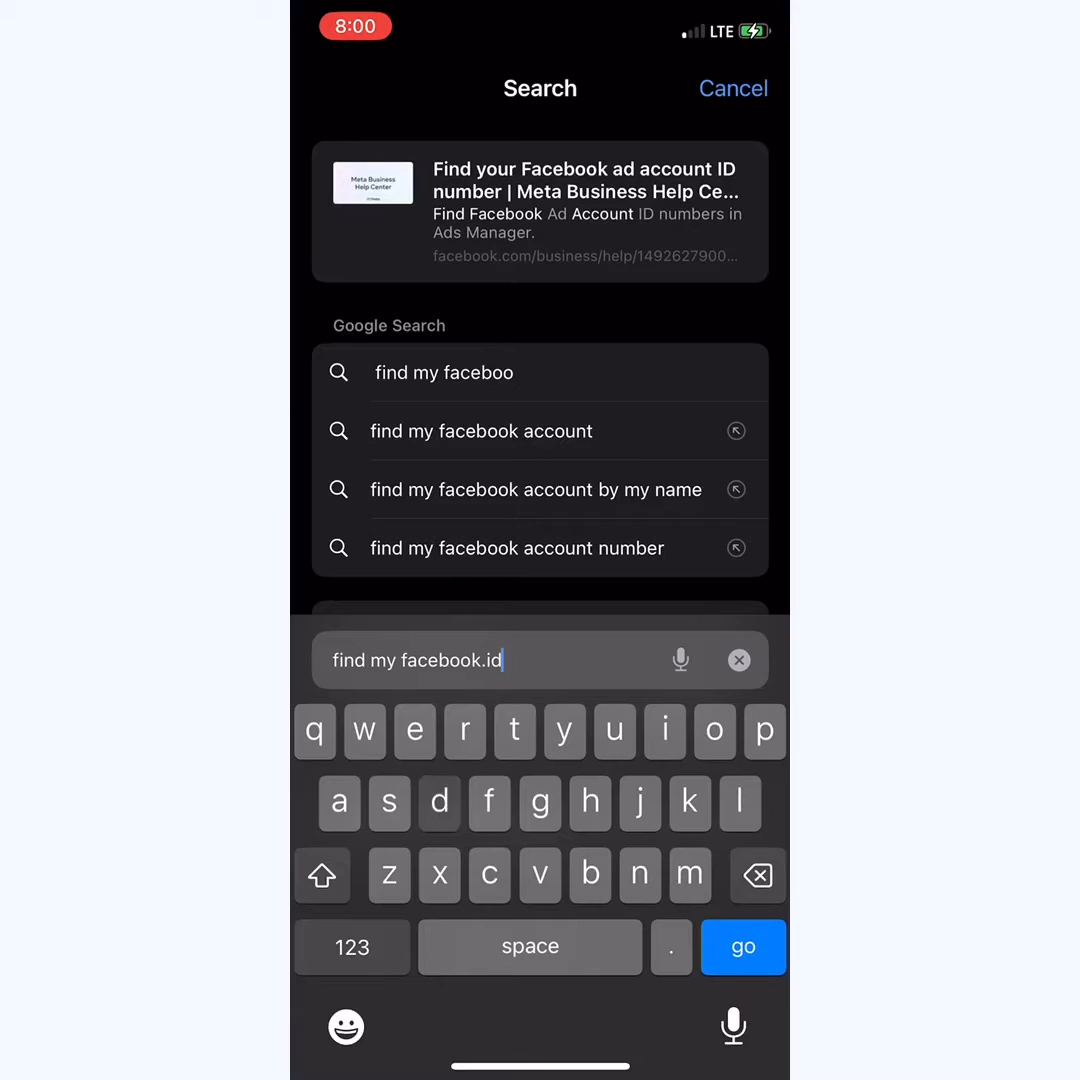 8:00
LTE
Search
Cancel
Meta Business
Help Center
Find your Facebook ad account ID
number | Meta Business Help Ce...
Find Facebook Ad Account ID numbers in
Ads Manager.
facebook.com/business/help/1492627900...
Google Search
find my faceboo
find my facebook account
find my facebook account by my name
find my facebook account number
find my facebook.id
q w e r t y u i o p
a s d f g h j k l
z x c v b n m
123
space
.
go